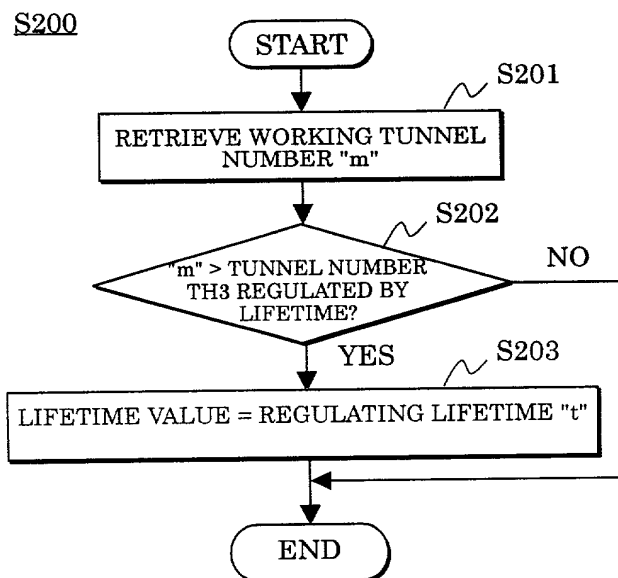 S200
START
S201
RETRIEVE WORKING TUNNEL
NUMBER "m"
S202
"m" > TUNNEL NUMBER
TH3 REGULATED BY
LIFETIME?
NO
YES
S203
LIFETIME VALUE = REGULATING LIFETIME "t"
END